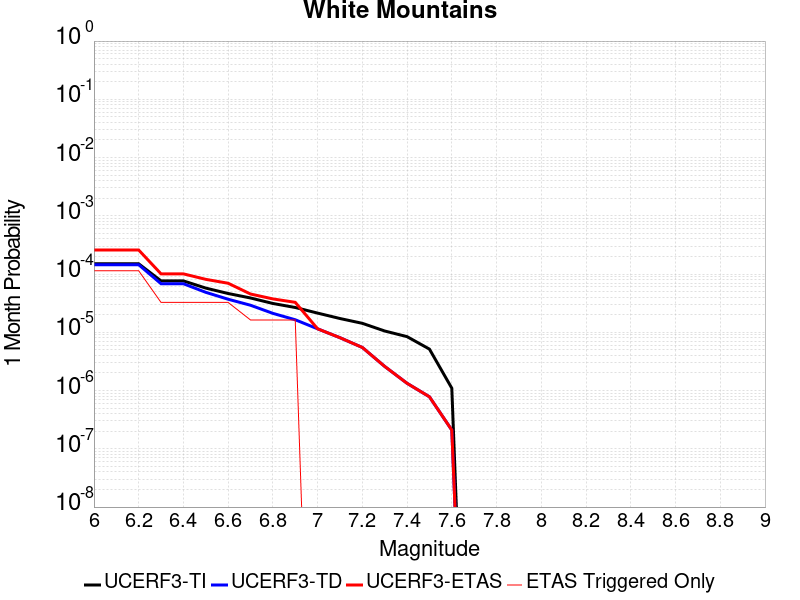 White Mountains
10^0
10^-1
10^-2
10^-3
10^-4
10^-5
10^-6
10^-7
10^-8
1 Month Probability
6 6.2 6.4 6.6 6.8 7 7.2 7.4 7.6 7.8 8 8.2 8.4 8.6 8.8 9
Magnitude
UCERF3-TI UCERF3-TD UCERF3-ETAS ETAS Triggered Only